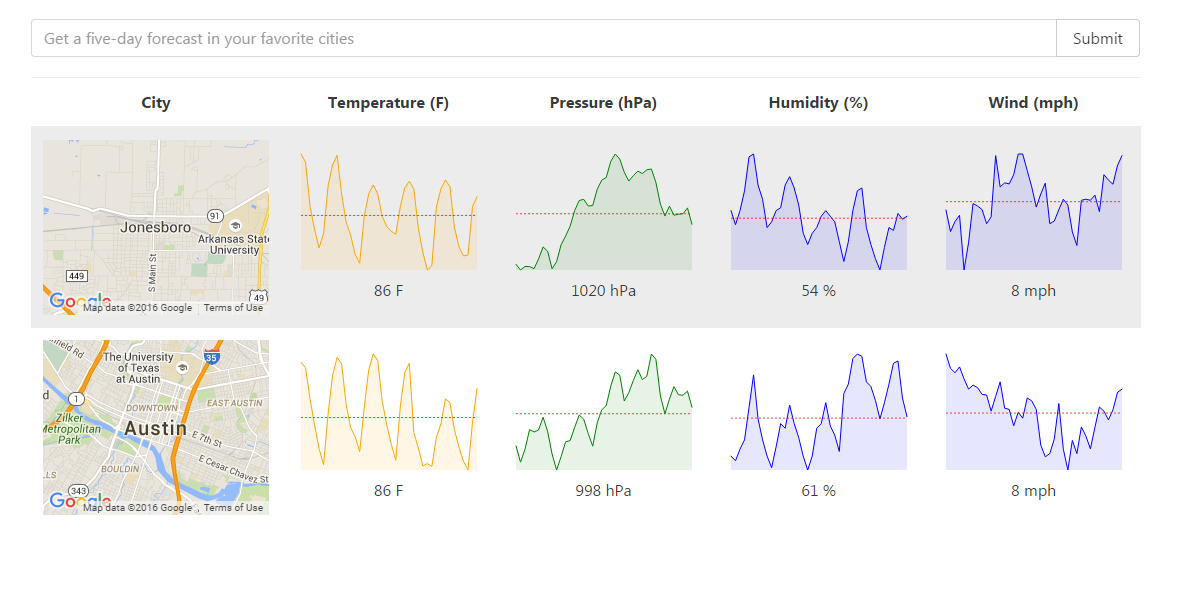 Get a five-day forecast in your favorite cities
Submit
City Temperature (F) Pressure (hPa) Humidity (%) Wind (mph)
91
Jonesboro
Arkansas State
University
449
S Main St
49
Google
Map data ©2016 Google Terms of Use
86 F 1020 hPa 54 % 8 mph
The University
of Texas
at Austin
35
1
DOWNTOWN
EAST AUSTIN
Zilker
Metropolitan
Park
Austin
E 7th St
BOULDIN
E Cesar Chavez St
343
Google
Map data ©2016 Google Terms of Use
86 F 998 hPa 61 % 8 mph